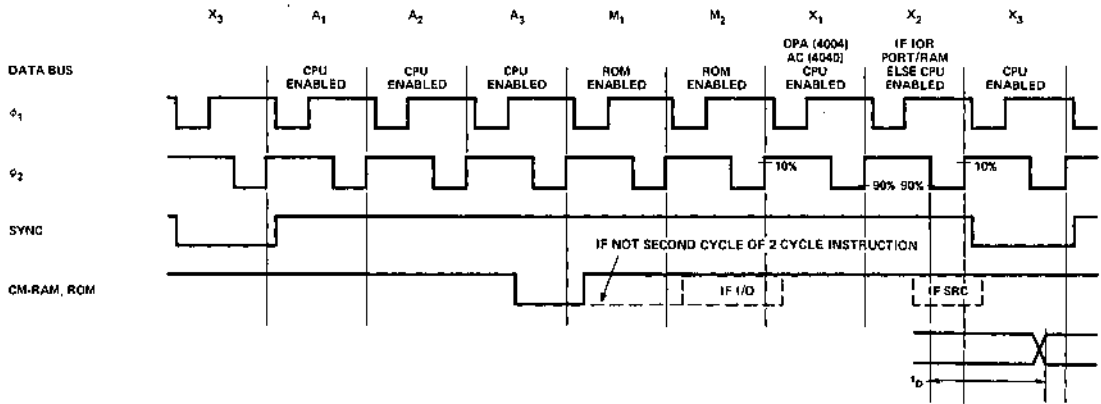 X3 A1 A2 A3 M1 M2 X1 X2 X3
DATA BUS
CPU ENABLED
CPU ENABLED
CPU ENABLED
ROM ENABLED
ROM ENABLED
OPA (4004) AC (4040) CPU ENABLED
IF IOR PORT/RAM ELSE CPU ENABLED
CPU ENABLED
φ1
φ2
10%
90% 90%
10%
SYNC
IF NOT SECOND CYCLE OF 2 CYCLE INSTRUCTION
CM-RAM, ROM
IF I/O
IF SRC
tD